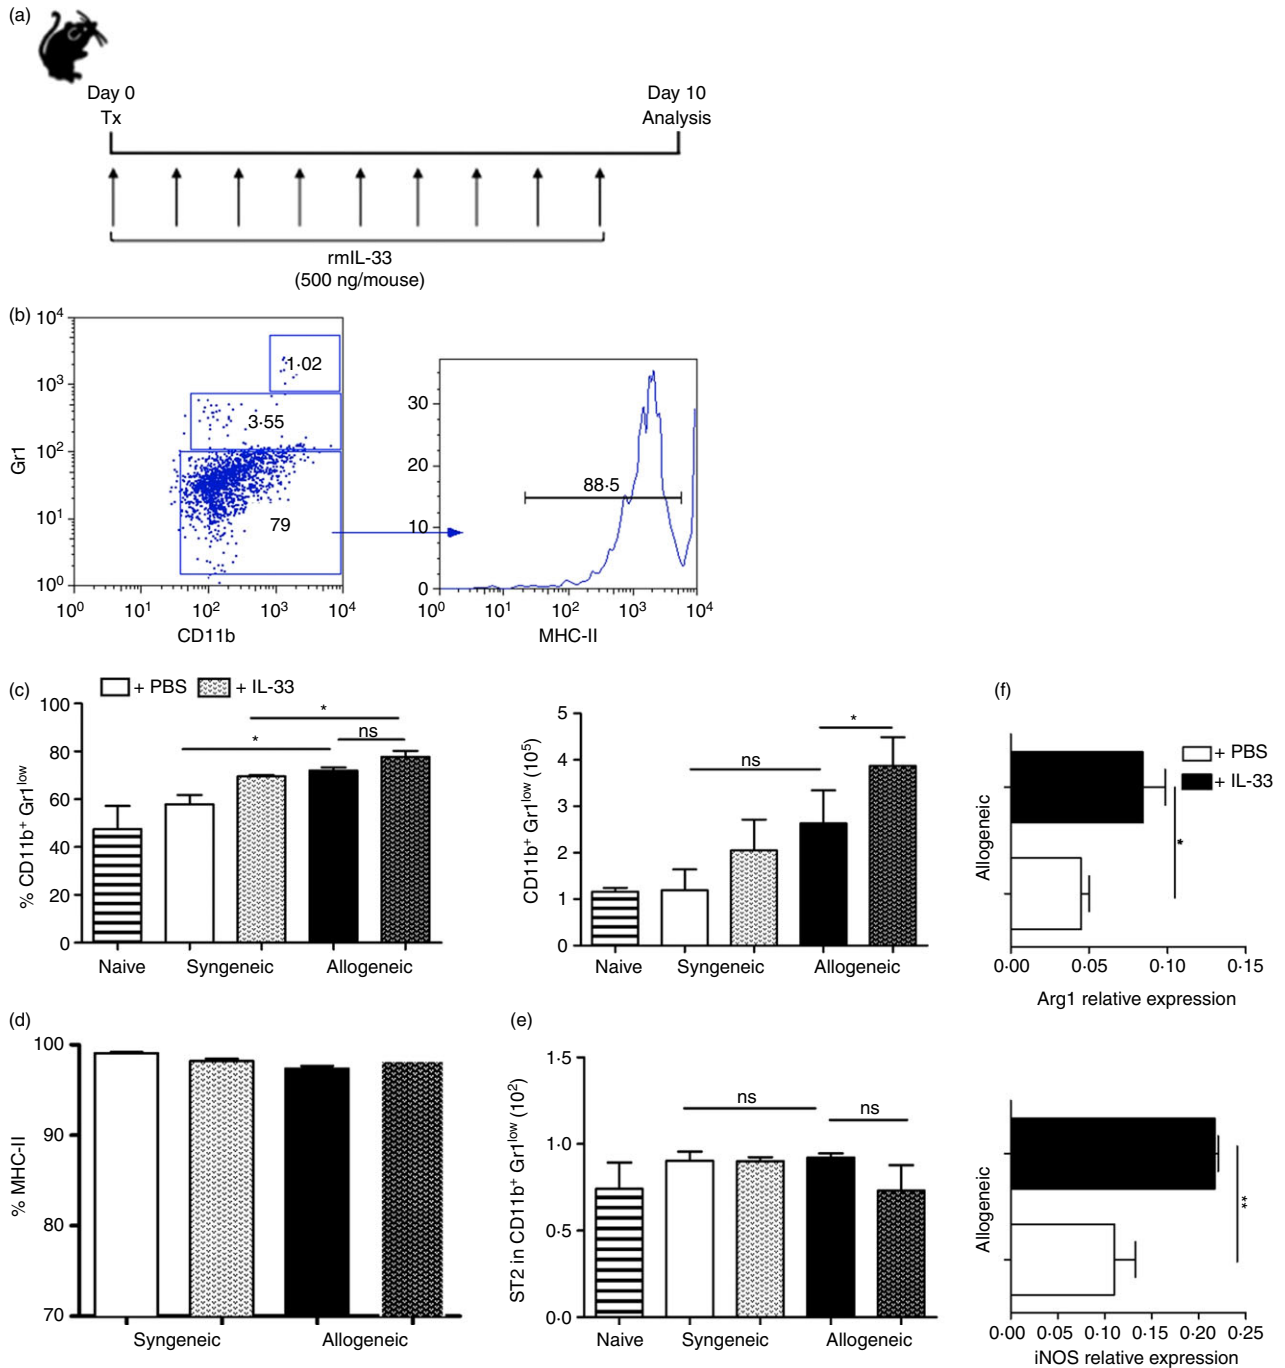 (a)
Day 0
Tx
Day 10
Analysis
rmIL-33
(500 ng/mouse)
(b)
10⁴
10³
10²
10¹
10⁰
Gr1
1·02
3·55
79
10⁰ 10¹ 10² 10³ 10⁴
CD11b
30
20
10
0
88·5
10⁰ 10¹ 10² 10³ 10⁴
MHC-II
(c)
+ PBS + IL-33
100
80
60
40
20
0
% CD11b⁺ Gr1ˡᵒʷ
*
*
ns
Naive Syngeneic Allogeneic
5
4
3
2
1
0
CD11b⁺ Gr1ˡᵒʷ (10⁵)
ns
*
Naive Syngeneic Allogeneic
(d)
100
90
80
70
% MHC-II
Syngeneic Allogeneic
(e)
1·5
1·0
0·5
0·0
ST2 in CD11b⁺ Gr1ˡᵒʷ (10²)
ns
ns
Naive Syngeneic Allogeneic
(f)
+ PBS
+ IL-33
Allogeneic
*
0·00 0·05 0·10 0·15
Arg1 relative expression
Allogeneic
**
0·00 0·05 0·10 0·15 0·20 0·25
iNOS relative expression